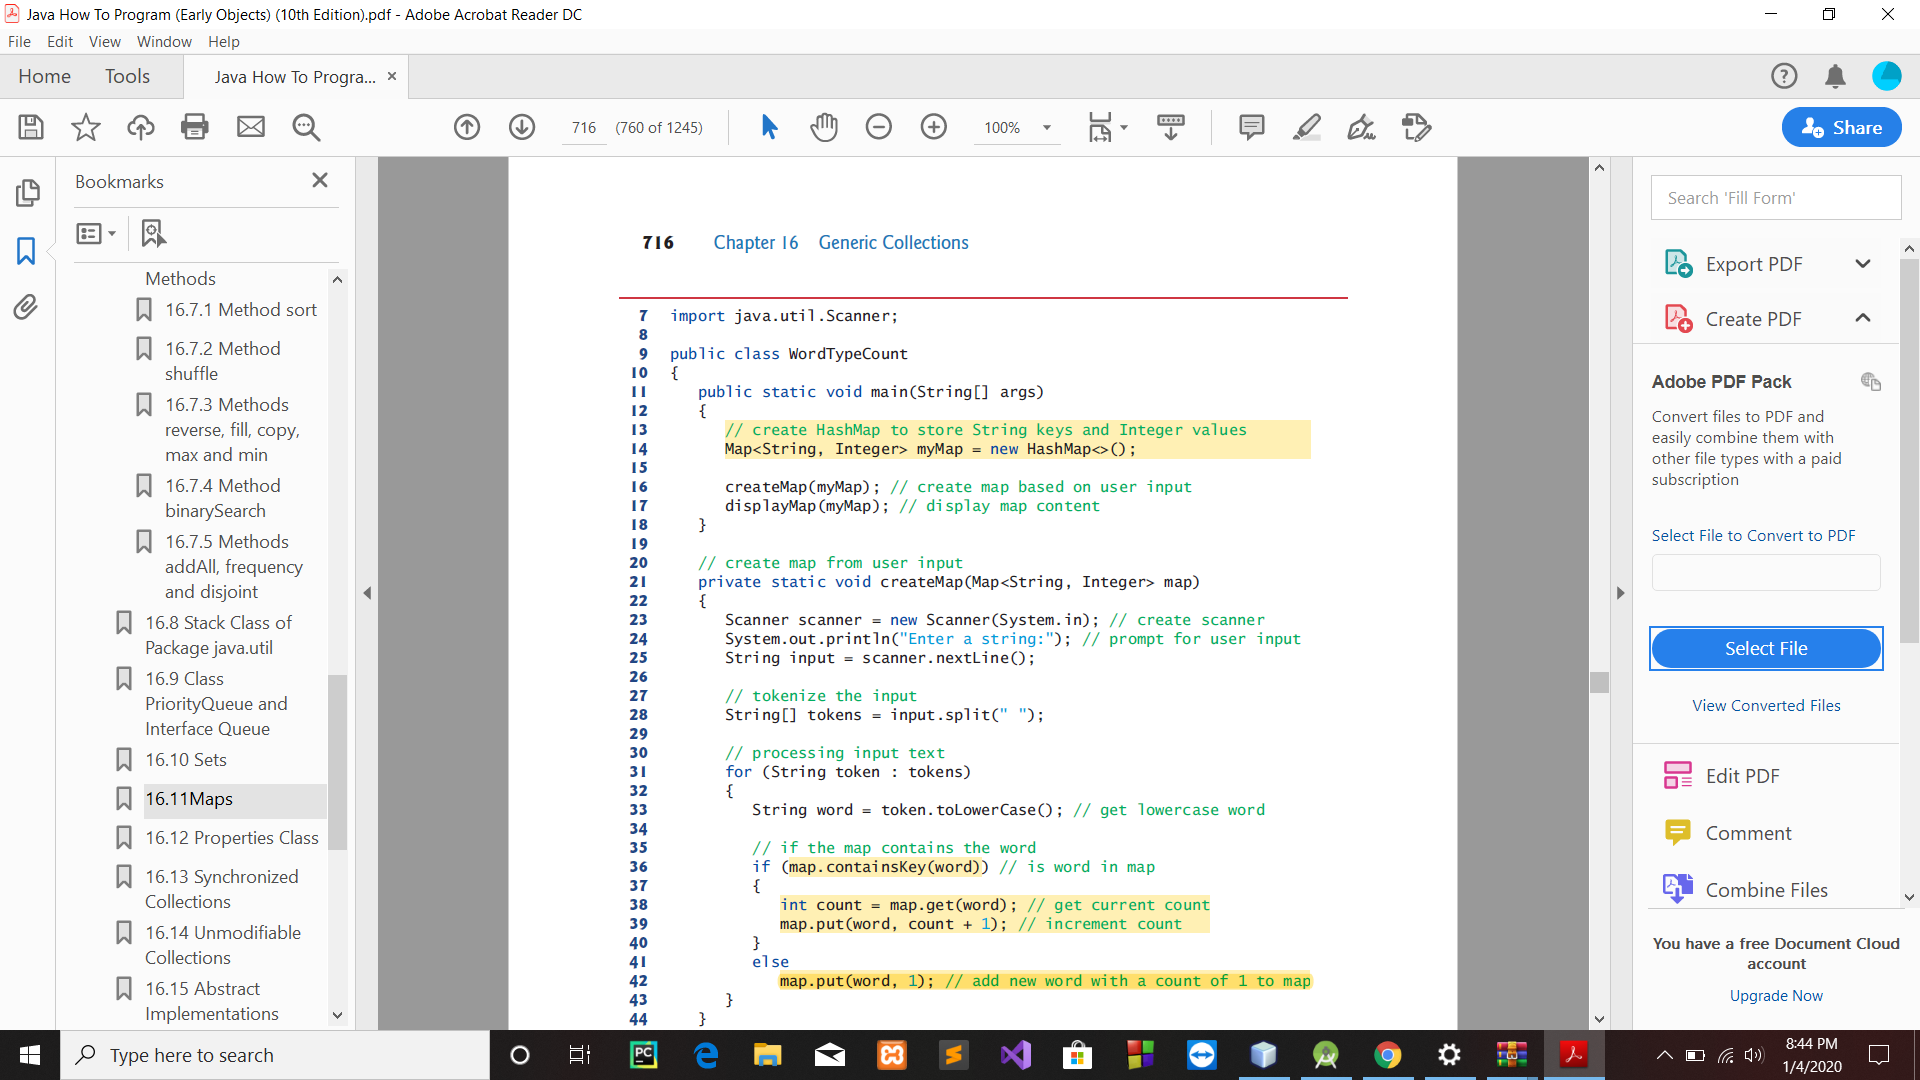 Java How To Program (Early Objects) (10th Edition).pdf - Adobe Acrobat Reader DC
File Edit View Window Help
Home Tools Java How To Progra... ×
716 (760 of 1245) 100% Share
Bookmarks
Methods
16.7.1 Method sort
16.7.2 Method
shuffle
16.7.3 Methods
reverse, fill, copy,
max and min
16.7.4 Method
binarySearch
16.7.5 Methods
addAll, frequency
and disjoint
16.8 Stack Class of
Package java.util
16.9 Class
PriorityQueue and
Interface Queue
16.10 Sets
16.11Maps
16.12 Properties Class
16.13 Synchronized
Collections
16.14 Unmodifiable
Collections
16.15 Abstract
Implementations
716 Chapter 16 Generic Collections
7 import java.util.Scanner;
8
9 public class WordTypeCount
10 {
11 public static void main(String[] args)
12 {
13 // create HashMap to store String keys and Integer values
14 Map<String, Integer> myMap = new HashMap<>();
15
16 createMap(myMap); // create map based on user input
17 displayMap(myMap); // display map content
18 }
19
20 // create map from user input
21 private static void createMap(Map<String, Integer> map)
22 {
23 Scanner scanner = new Scanner(System.in); // create scanner
24 System.out.println("Enter a string:"); // prompt for user input
25 String input = scanner.nextLine();
26
27 // tokenize the input
28 String[] tokens = input.split(" ");
29
30 // processing input text
31 for (String token : tokens)
32 {
33 String word = token.toLowerCase(); // get lowercase word
34
35 // if the map contains the word
36 if (map.containsKey(word)) // is word in map
37 {
38 int count = map.get(word); // get current count
39 map.put(word, count + 1); // increment count
40 }
41 else
42 map.put(word, 1); // add new word with a count of 1 to map
43 }
44 }
Search 'Fill Form'
Export PDF
Create PDF
Adobe PDF Pack
Convert files to PDF and
easily combine them with
other file types with a paid
subscription
Select File to Convert to PDF
Select File
View Converted Files
Edit PDF
Comment
Combine Files
You have a free Document Cloud
account
Upgrade Now
Type here to search
PC
8:44 PM
1/4/2020